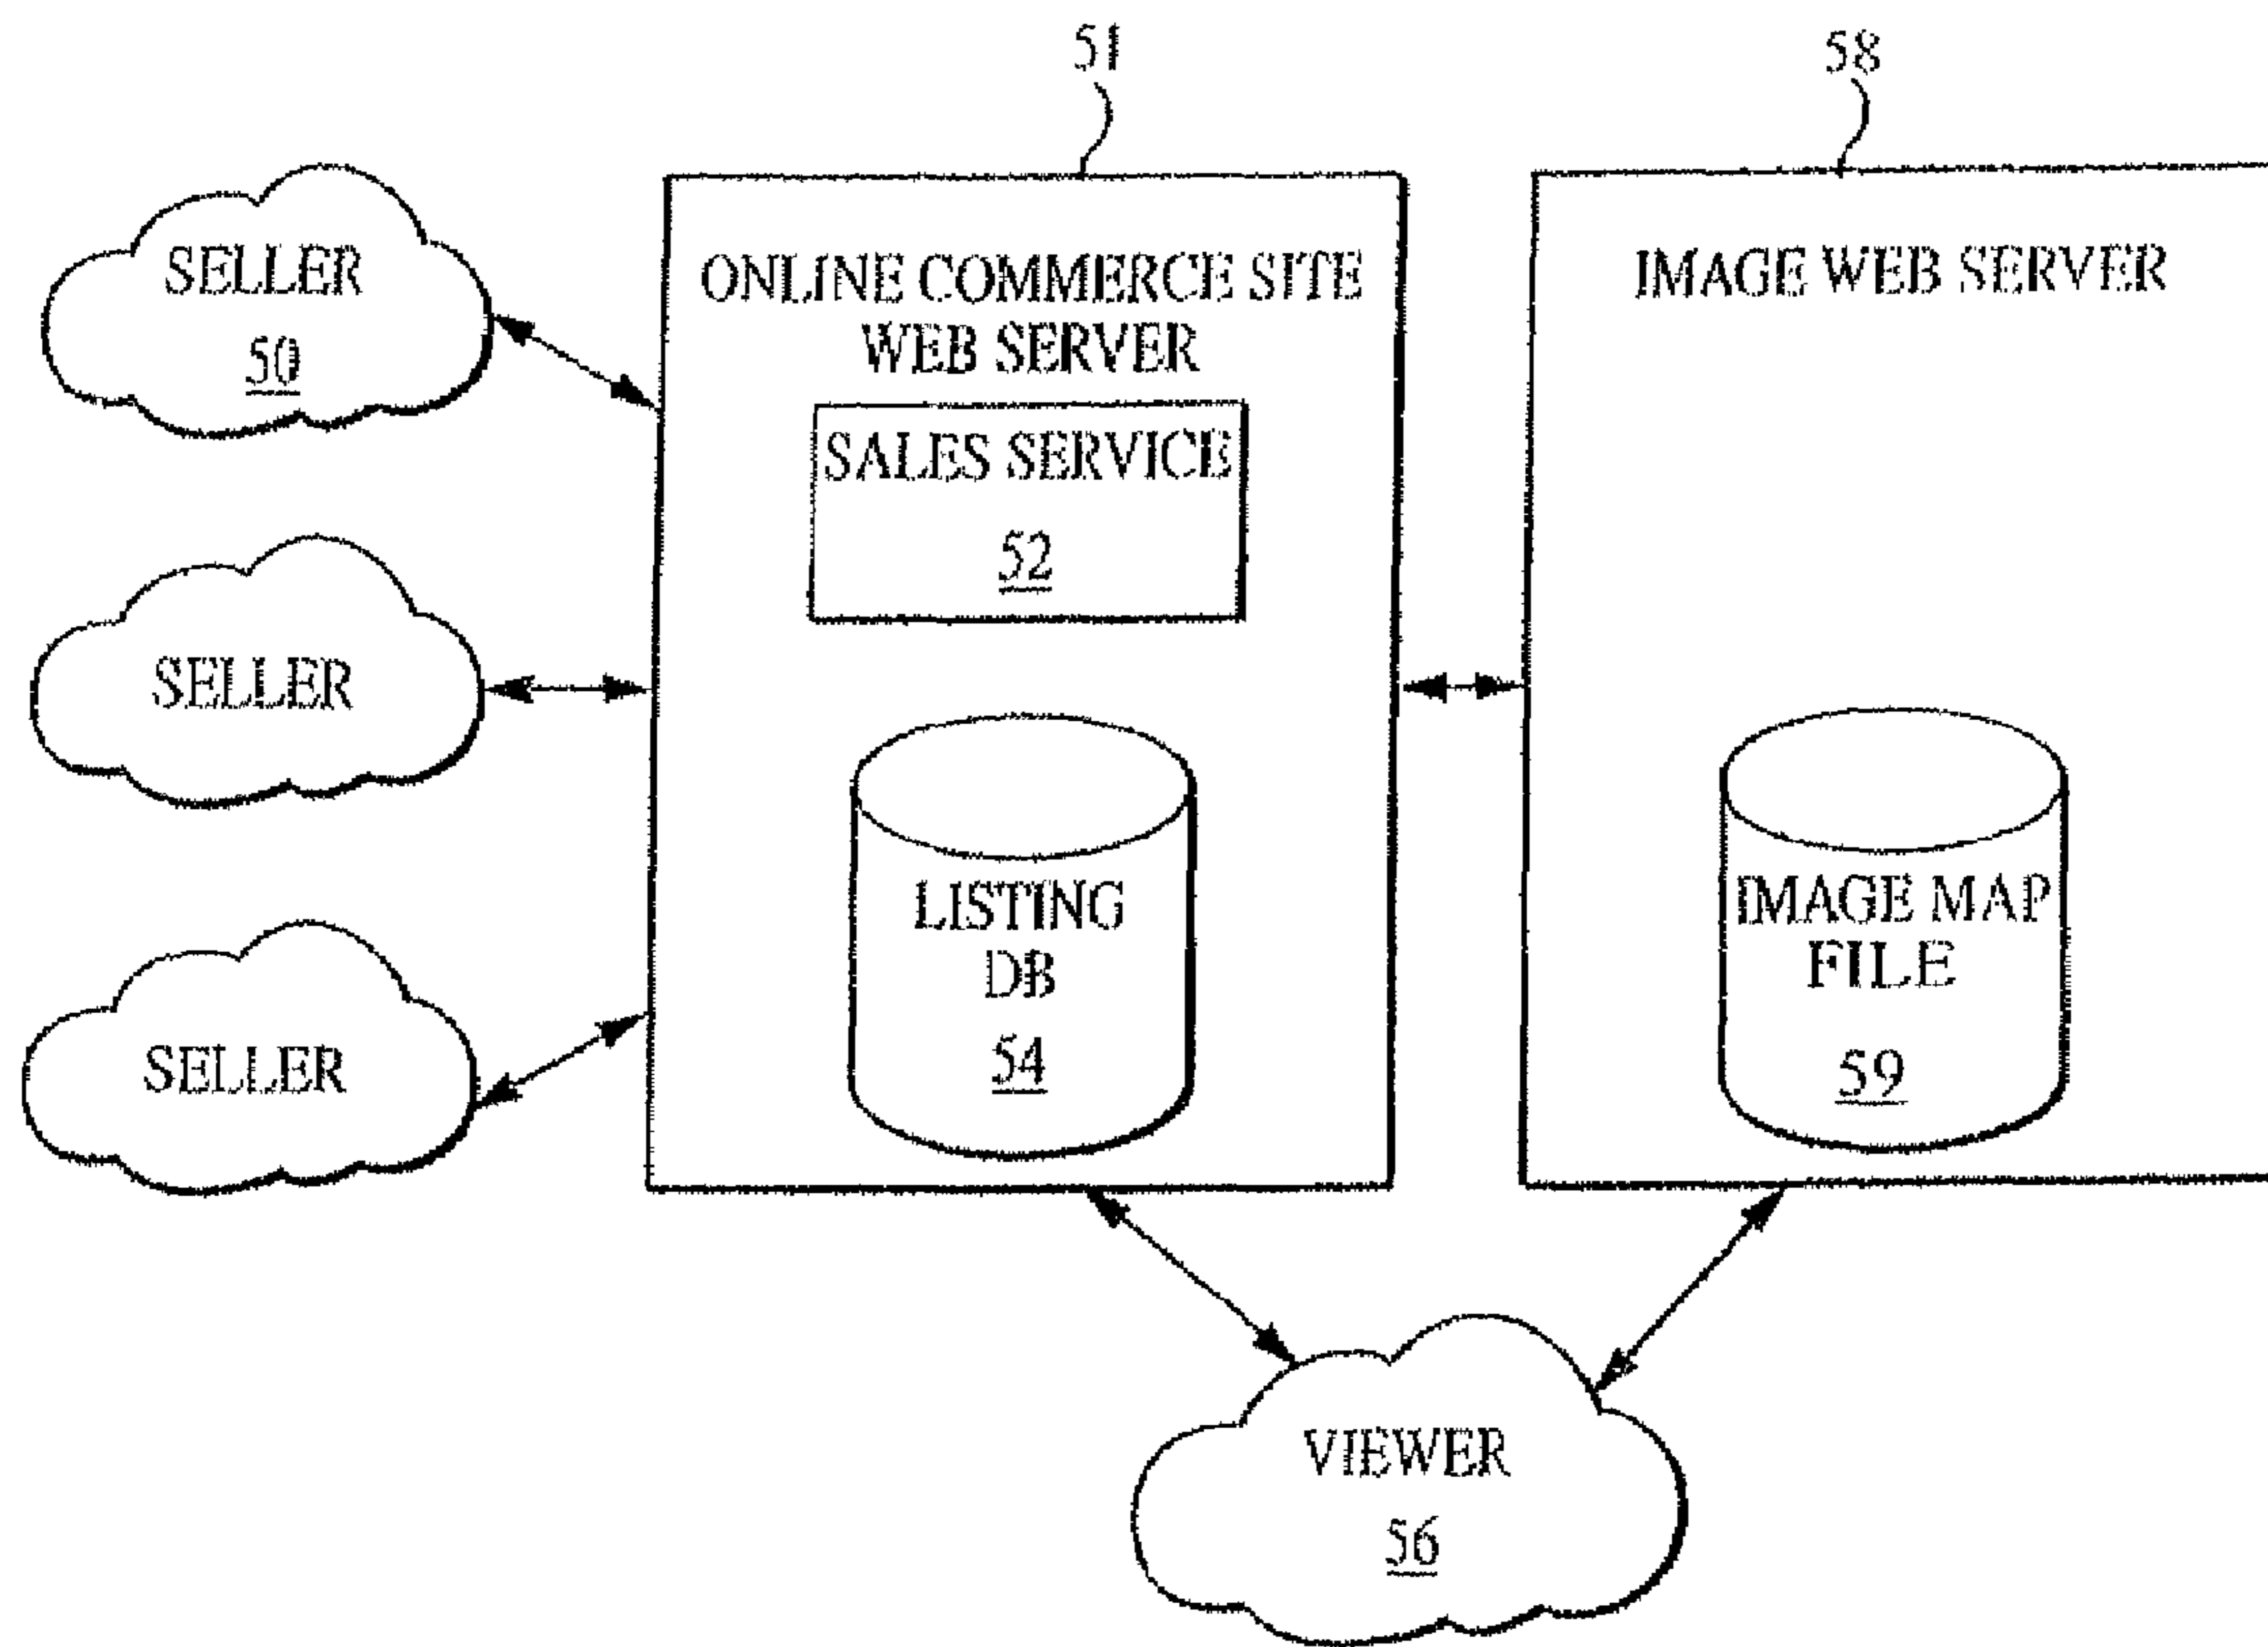 51
58
SELLER
50
ONLINE COMMERCE SITE
WEB SERVER
IMAGE WEB SERVER
SALES SERVICE
52
SELLER
LISTING
DB
54
IMAGE MAP
FILE
59
SELLER
VIEWER
56